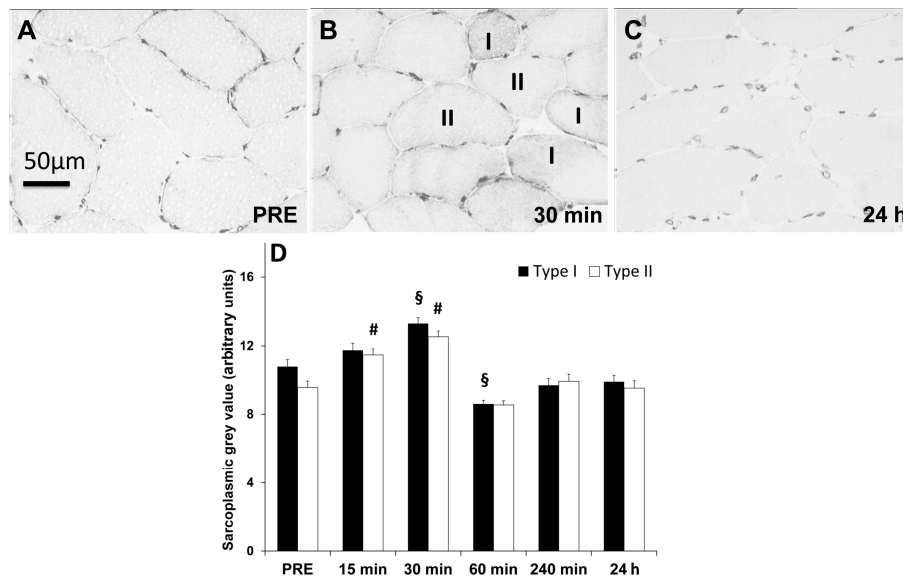 A
B
C
I
II
II
I
I
50μm
PRE
30 min
24 h
D
Sarcoplasmic grey value (arbitrary units)
16
12
8
4
0
Type I
Type II
#
§
#
§
PRE
15 min
30 min
60 min
240 min
24 h